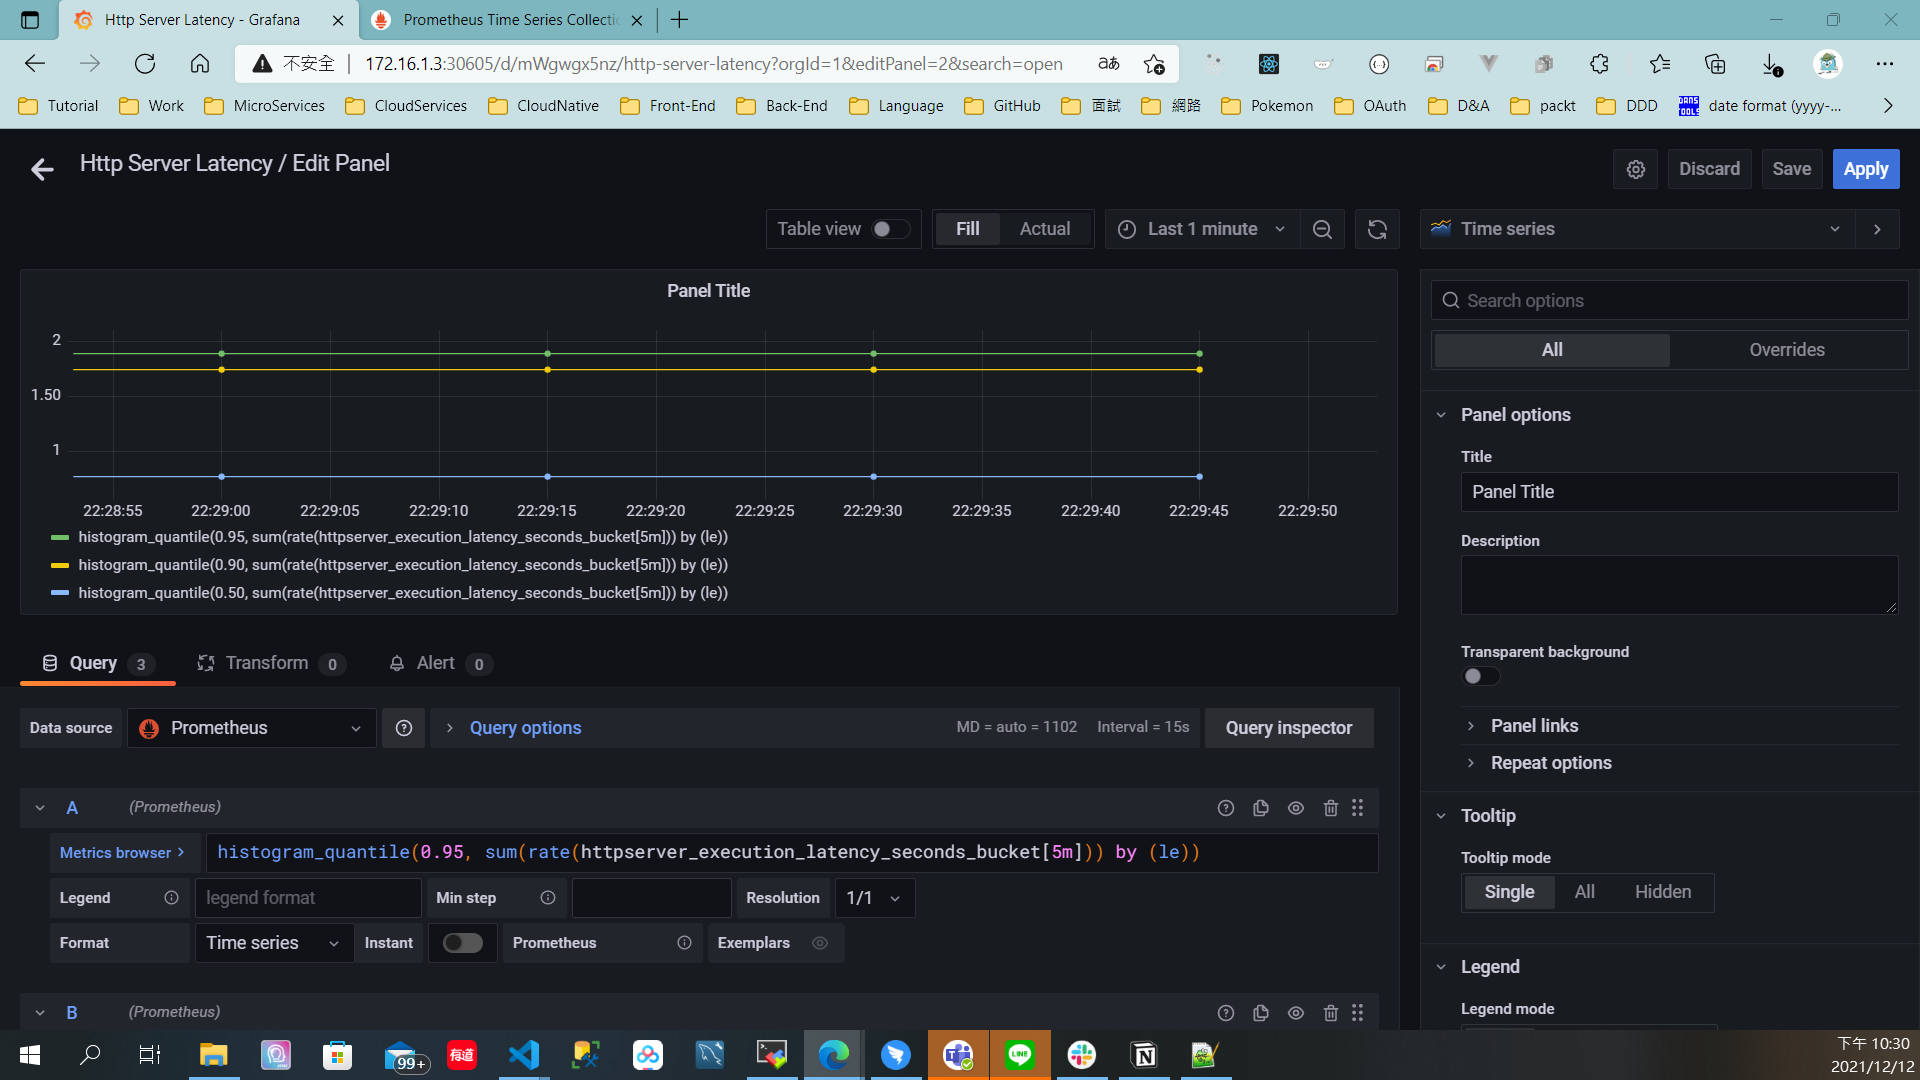 Http Server Latency - Grafana
Prometheus Time Series Collectio
不安全
172.16.1.3:30605/d/mWgwgx5nz/http-server-latency?orgId=1&editPanel=2&search=open
aあ
Tutorial
Work
MicroServices
CloudServices
CloudNative
Front-End
Back-End
Language
GitHub
面試
網路
Pokemon
OAuth
D&A
packt
DDD
DANS TOOLS
date format (yyyy-...
Http Server Latency / Edit Panel
Discard
Save
Apply
Table view
Fill
Actual
Last 1 minute
Time series
Panel Title
2
1.50
1
22:28:55
22:29:00
22:29:05
22:29:10
22:29:15
22:29:20
22:29:25
22:29:30
22:29:35
22:29:40
22:29:45
22:29:50
histogram_quantile(0.95, sum(rate(httpserver_execution_latency_seconds_bucket[5m])) by (le))
histogram_quantile(0.90, sum(rate(httpserver_execution_latency_seconds_bucket[5m])) by (le))
histogram_quantile(0.50, sum(rate(httpserver_execution_latency_seconds_bucket[5m])) by (le))
Query 3
Transform 0
Alert 0
Data source
Prometheus
Query options
MD = auto = 1102
Interval = 15s
Query inspector
A
(Prometheus)
Metrics browser
histogram_quantile(0.95, sum(rate(httpserver_execution_latency_seconds_bucket[5m])) by (le))
Legend
legend format
Min step
Resolution
1/1
Format
Time series
Instant
Prometheus
Exemplars
B
(Prometheus)
Search options
All
Overrides
Panel options
Title
Panel Title
Description
Transparent background
Panel links
Repeat options
Tooltip
Tooltip mode
Single
All
Hidden
Legend
Legend mode
99+
有道
LINE
下午 10:30
2021/12/12